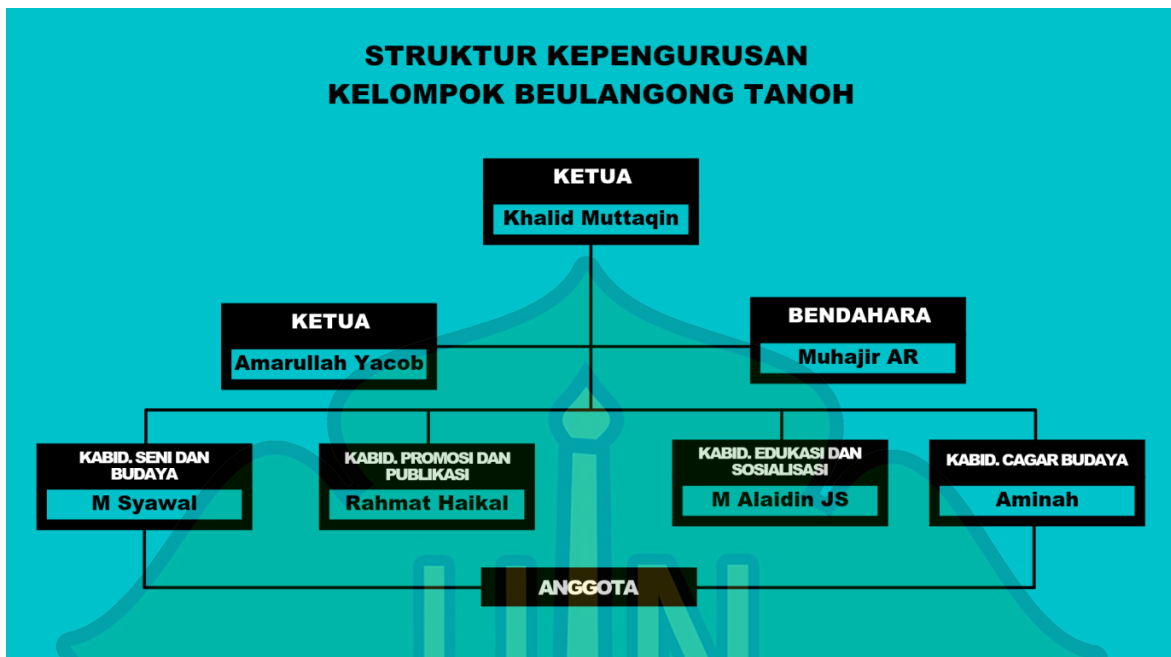 STRUKTUR KEPENGURUSAN
KELOMPOK BEULANGONG TANOH
KETUA
Khalid Muttaqin
KETUA
Amarullah Yacob
BENDAHARA
Muhajir AR
KABID. SENI DAN
BUDAYA
M Syawal
KABID. PROMOSI DAN
PUBLIKASI
Rahmat Haikal
KABID. EDUKASI DAN
SOSIALISASI
M Alaidin JS
KABID. CAGAR BUDAYA
Aminah
ANGGOTA
UIN